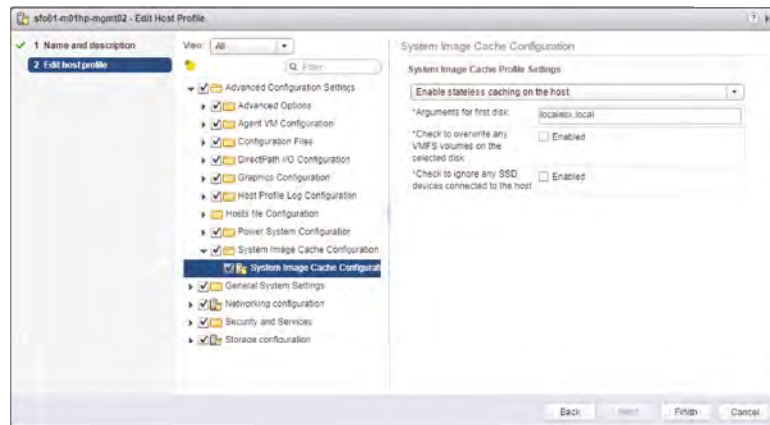 sfo01-m01hp-mgmt02 - Edit Host Profile
1 Name and description
2 Edit host profile
View: All
Filter
Advanced Configuration Settings
Advanced Options
Agent VM Configuration
Configuration Files
DirectPath I/O Configuration
Graphics Configuration
Host Profile Log Configuration
Hosts file Configuration
Power System Configuration
System Image Cache Configuration
System Image Cache Configurat
General System Settings
Networking configuration
Security and Services
Storage configuration
System Image Cache Configuration
System Image Cache Profile Settings
Enable stateless caching on the host
*Arguments for first disk:
localesx,local
*Check to overwrite any
VMFS volumes on the
selected disk
Enabled
*Check to ignore any SSD
devices connected to the host
Enabled
Back
Next
Finish
Cancel